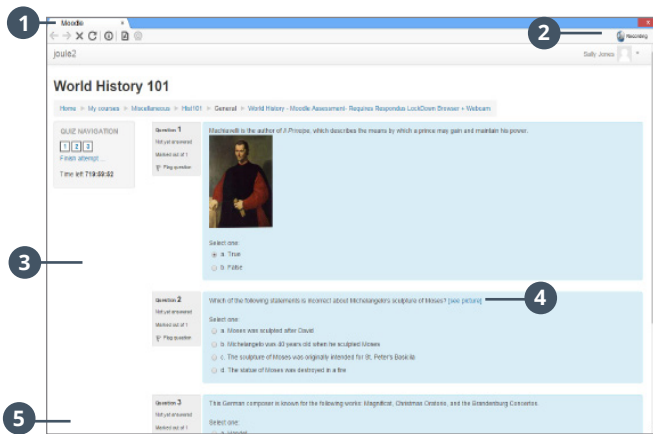 1
Moodle
×
2
Recording
joule2
Sally Jones
World History 101
Home > My courses > Miscellaneous > Hist101 > General > World History - Moodle Assessment- Requires Respondus LockDown Browser + Webcam
QUIZ NAVIGATION
1 2 3
Finish attempt ...
Time left 719:59:52
Question 1
Not yet answered
Marked out of 1
Flag question
Machiavelli is the author of Il Principe, which describes the means by which a prince may gain and maintain his power.
Select one:
a. True
b. False
3
Question 2
Not yet answered
Marked out of 1
Flag question
Which of the following statements is incorrect about Michelangelo's sculpture of Moses? [see picture]
4
Select one:
a. Moses was sculpted after David
b. Michelangelo was 40 years old when he sculpted Moses
c. The sculpture of Moses was originally intended for St. Peter's Basilica
d. The statue of Moses was destroyed in a fire
5
Question 3
Not yet answered
Marked out of 1
This German composer is known for the following works: Magnificat, Christmas Oratorio, and the Brandenburg Concertos.
Select one: